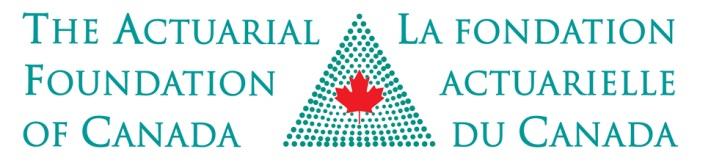 The Actuarial
Foundation
of Canada
La fondation
actuarielle
du Canada